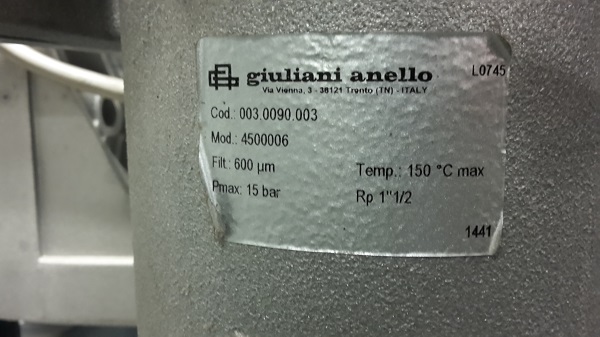 giuliani anello L0745
Via Vienna, 3 - 38121 Trento (TN) - ITALY
Cod.: 003.0090.003
Mod.: 4500006
Filt.: 600 µm
Temp.: 150 °C max
Pmax: 15 bar
Rp 1"1/2
1441